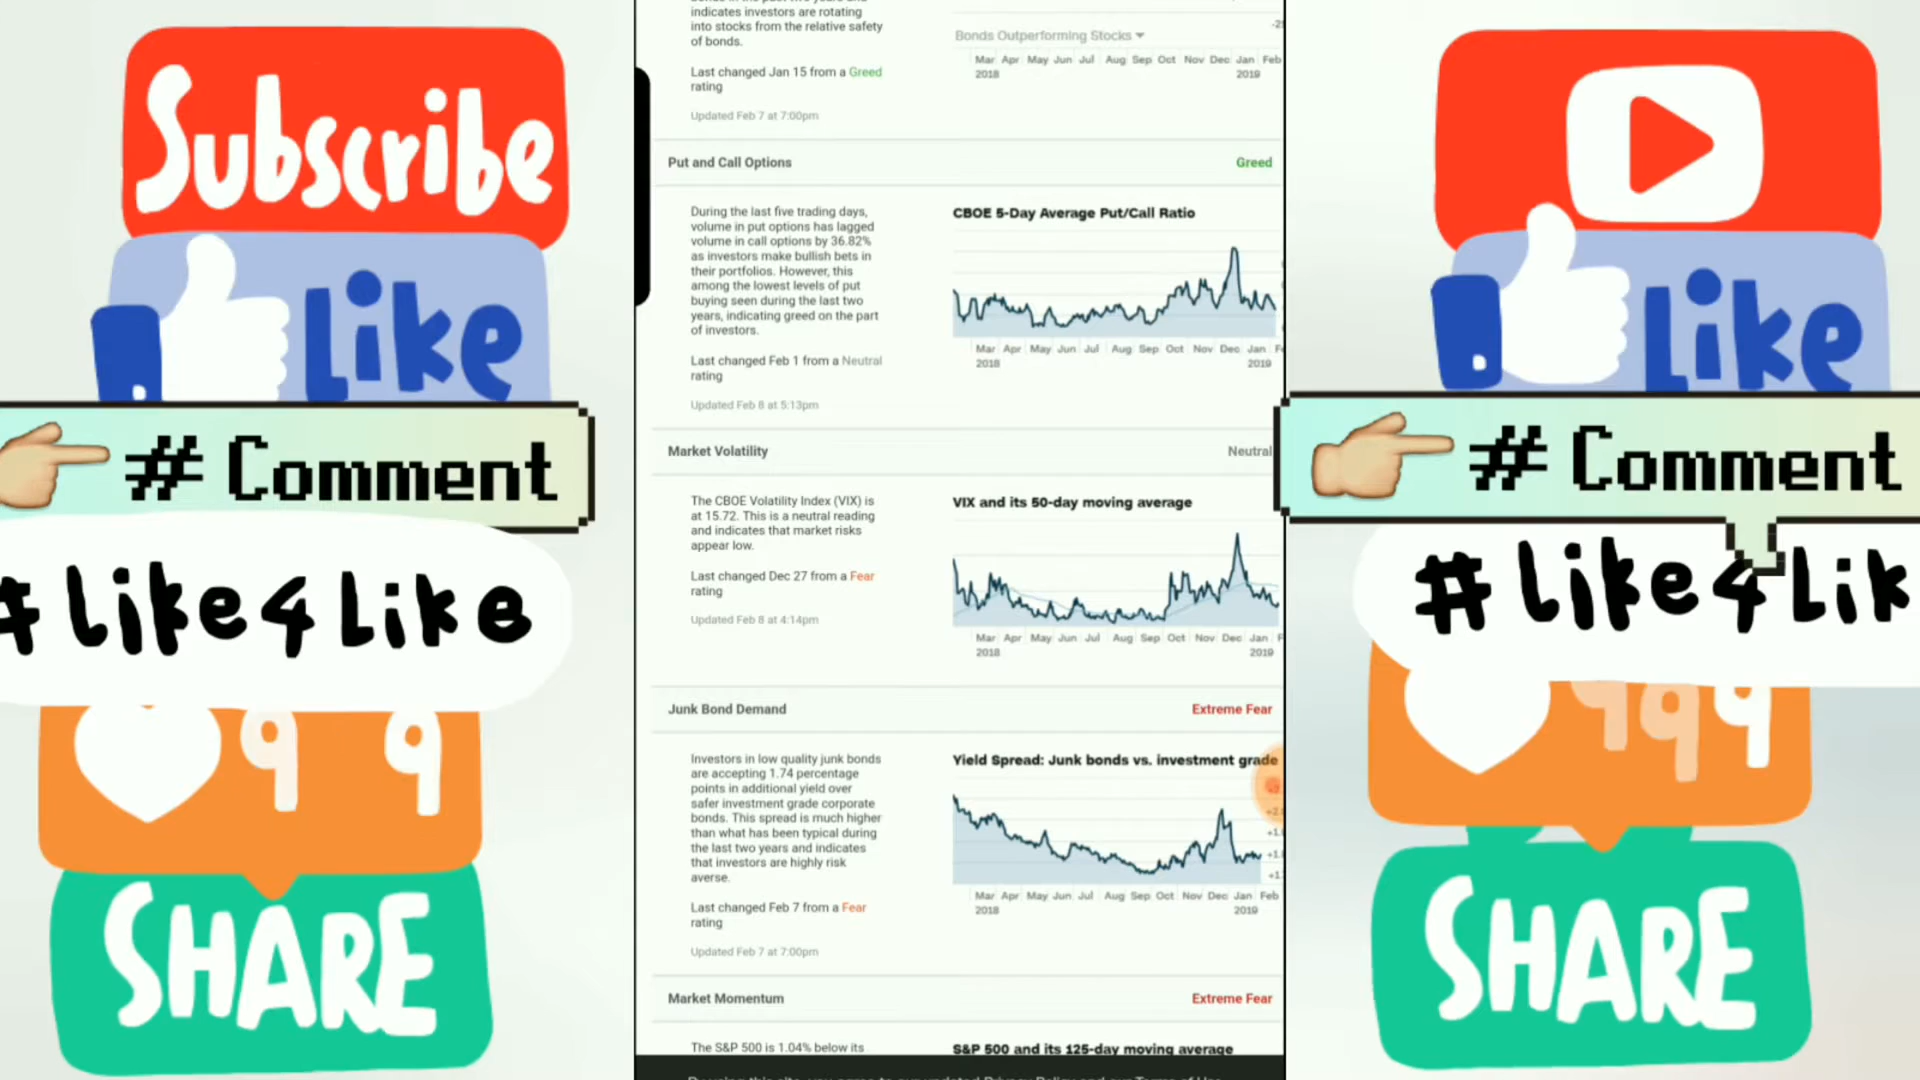 Subscribe
Like
# Comment
#Like4Like
9 9
SHARE
indicates investors are rotating
into stocks from the relative safety
of bonds.
Last changed Jan 15 from a Greed
rating
Updated Feb 7 at 7:00pm
Bonds Outperforming Stocks
Mar Apr May Jun Jul Aug Sep Oct Nov Dec Jan Feb
2018 2019
Put and Call Options Greed
During the last five trading days,
volume in put options has lagged
volume in call options by 36.82%
as investors make bullish bets in
their portfolios. However, this
among the lowest levels of put
buying seen during the last two
years, indicating greed on the part
of investors.
Last changed Feb 1 from a Neutral
rating
Updated Feb 8 at 5:13pm
CBOE 5-Day Average Put/Call Ratio
Mar Apr May Jun Jul Aug Sep Oct Nov Dec Jan
2018 2019
Market Volatility Neutral
The CBOE Volatility Index (VIX) is
at 15.72. This is a neutral reading
and indicates that market risks
appear low.
Last changed Dec 27 from a Fear
rating
Updated Feb 8 at 4:14pm
VIX and its 50-day moving average
Mar Apr May Jun Jul Aug Sep Oct Nov Dec Jan
2018 2019
Junk Bond Demand Extreme Fear
Investors in low quality junk bonds
are accepting 1.74 percentage
points in additional yield over
safer investment grade corporate
bonds. This spread is much higher
than what has been typical during
the last two years and indicates
that investors are highly risk
averse.
Last changed Feb 7 from a Fear
rating
Updated Feb 7 at 7:00pm
Yield Spread: Junk bonds vs. investment grade
Mar Apr May Jun Jul Aug Sep Oct Nov Dec Jan Feb
2018 2019
Market Momentum Extreme Fear
The S&P 500 is 1.04% below its
S&P 500 and its 125-day moving average
Like
# Comment
#Like4Lik
999
SHARE